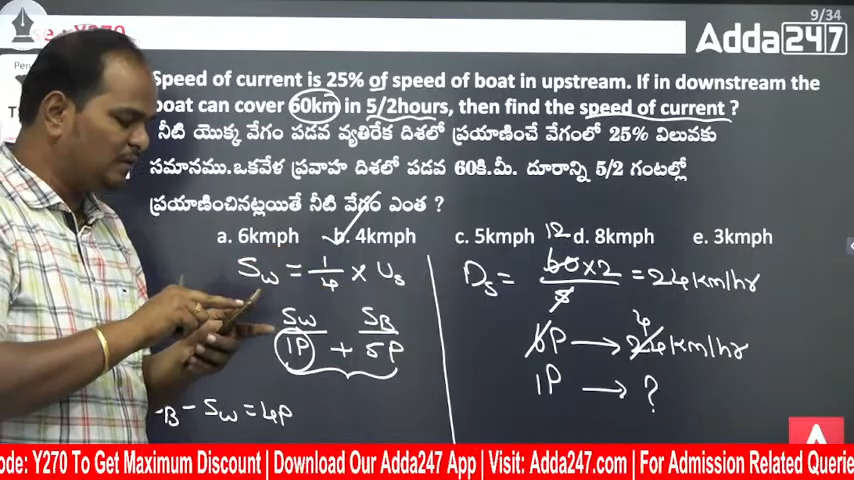 Y270
9/34
Adda247
Speed of current is 25% of speed of boat in upstream. If in downstream the
boat can cover 60km in 5/2hours, then find the speed of current ?
నీటి యొక్క వేగం పడవ వ్యతిరేక దిశలో ప్రయాణించే వేగంలో 25% విలువకు
సమానము.ఒకవేళ ప్రవాహ దిశలో పడవ 60కి.మీ. దూరాన్ని 5/2 గంటల్లో
ప్రయాణించినట్లయితే నీటి వేగం ఎంత ?
a. 6kmph b. 4kmph c. 5kmph d. 8kmph e. 3kmph
Sw = 1/4 × Us
Sw SB
1P + 5P
B - Sw = 4P
12
Ds = 60×2/5 = 24km/hr
4
6P → 24km/hr
1P → ?
ode: Y270 To Get Maximum Discount | Download Our Adda247 App | Visit: Adda247.com | For Admission Related Querie